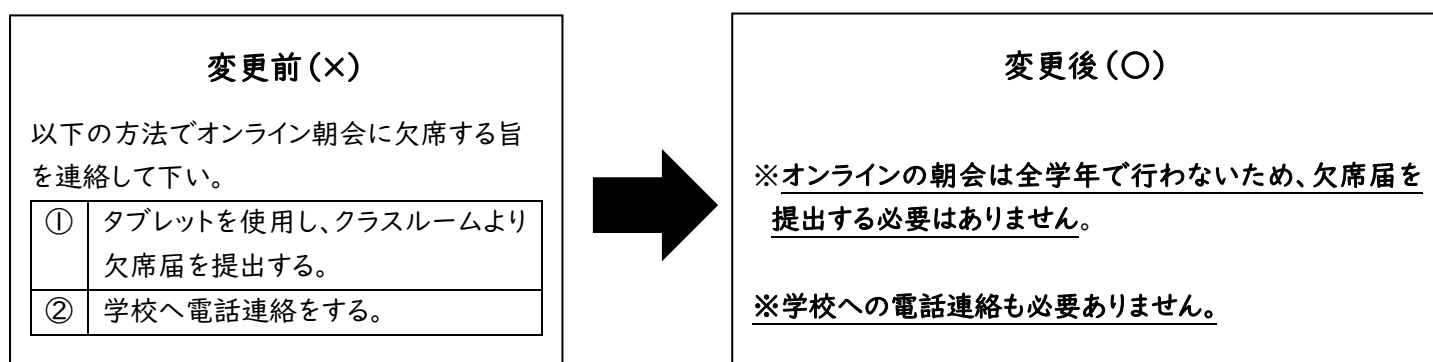 変更前(×)
以下の方法でオンライン朝会に欠席する旨
を連絡して下い。
① タブレットを使用し、クラスルームより
欠席届を提出する。
② 学校へ電話連絡をする。
変更後(○)
※オンラインの朝会は全学年で行わないため、欠席届を
提出する必要はありません。
※学校への電話連絡も必要ありません。